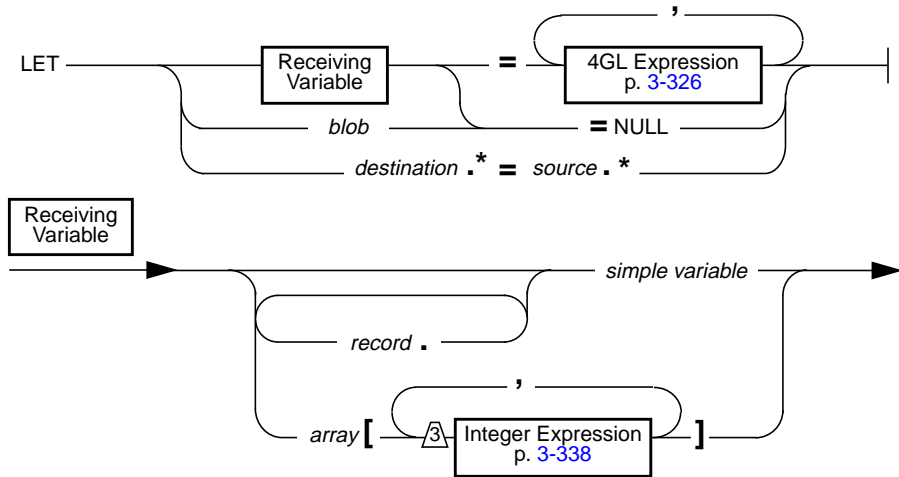 ,
LET Receiving Variable = 4GL Expression p. 3-326
blob = NULL
destination .* = source . *
Receiving Variable
simple variable
record .
,
array [ 3 Integer Expression p. 3-338 ]